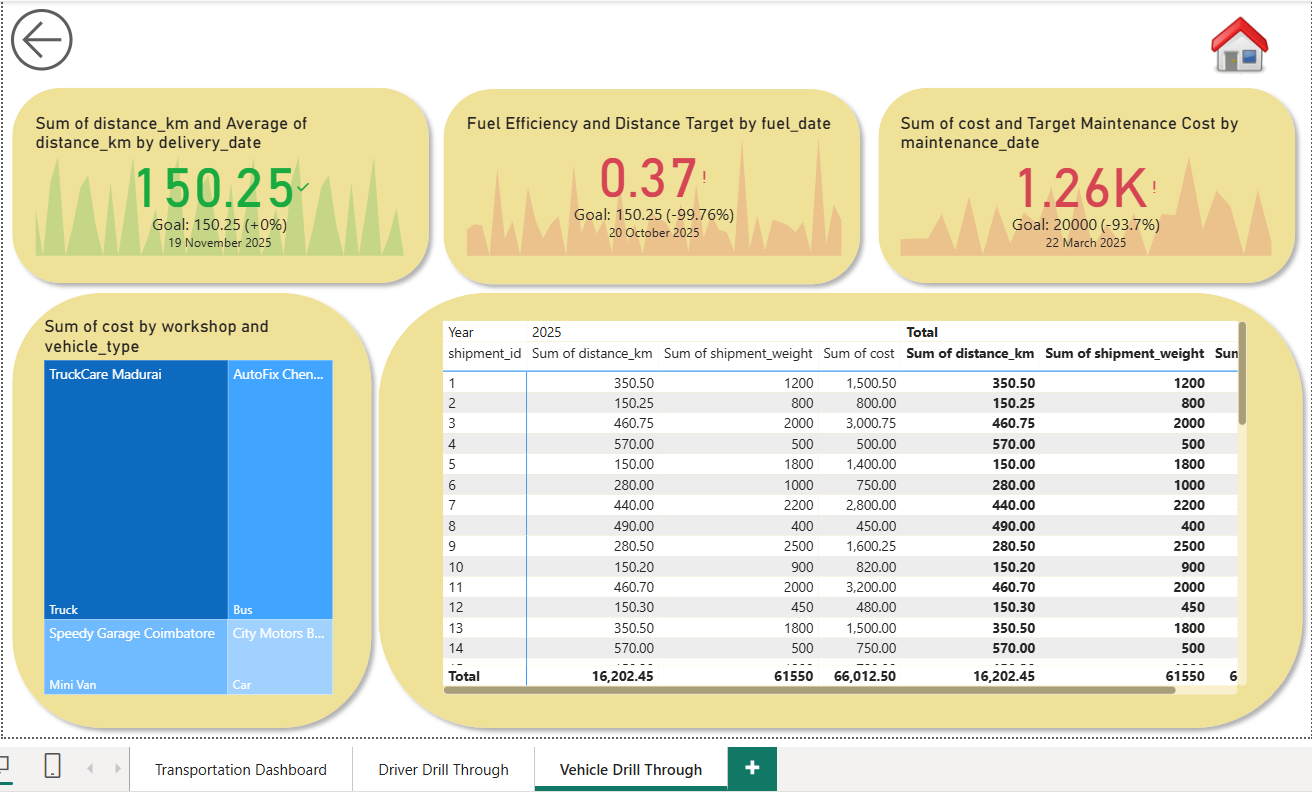 Sum of distance_km and Average of
distance_km by delivery_date
150.25
Goal: 150.25 (+0%)
19 November 2025
Fuel Efficiency and Distance Target by fuel_date
0.37!
Goal: 150.25 (-99.76%)
20 October 2025
Sum of cost and Target Maintenance Cost by
maintenance_date
1.26K!
Goal: 20000 (-93.7%)
22 March 2025
Sum of cost by workshop and
vehicle_type
TruckCare Madurai
Truck
AutoFix Chen...
Bus
Speedy Garage Coimbatore
Mini Van
City Motors B...
Car
Year 2025 Total
shipment_id Sum of distance_km Sum of shipment_weight Sum of cost Sum of distance_km Sum of shipment_weight Sum
1 350.50 1200 1,500.50 350.50 1200
2 150.25 800 800.00 150.25 800
3 460.75 2000 3,000.75 460.75 2000
4 570.00 500 500.00 570.00 500
5 150.00 1800 1,400.00 150.00 1800
6 280.00 1000 750.00 280.00 1000
7 440.00 2200 2,800.00 440.00 2200
8 490.00 400 450.00 490.00 400
9 280.50 2500 1,600.25 280.50 2500
10 150.20 900 820.00 150.20 900
11 460.70 2000 3,200.00 460.70 2000
12 150.30 450 480.00 150.30 450
13 350.50 1800 1,500.00 350.50 1800
14 570.00 500 750.00 570.00 500
Total 16,202.45 61550 66,012.50 16,202.45 61550 6
Transportation Dashboard
Driver Drill Through
Vehicle Drill Through
+